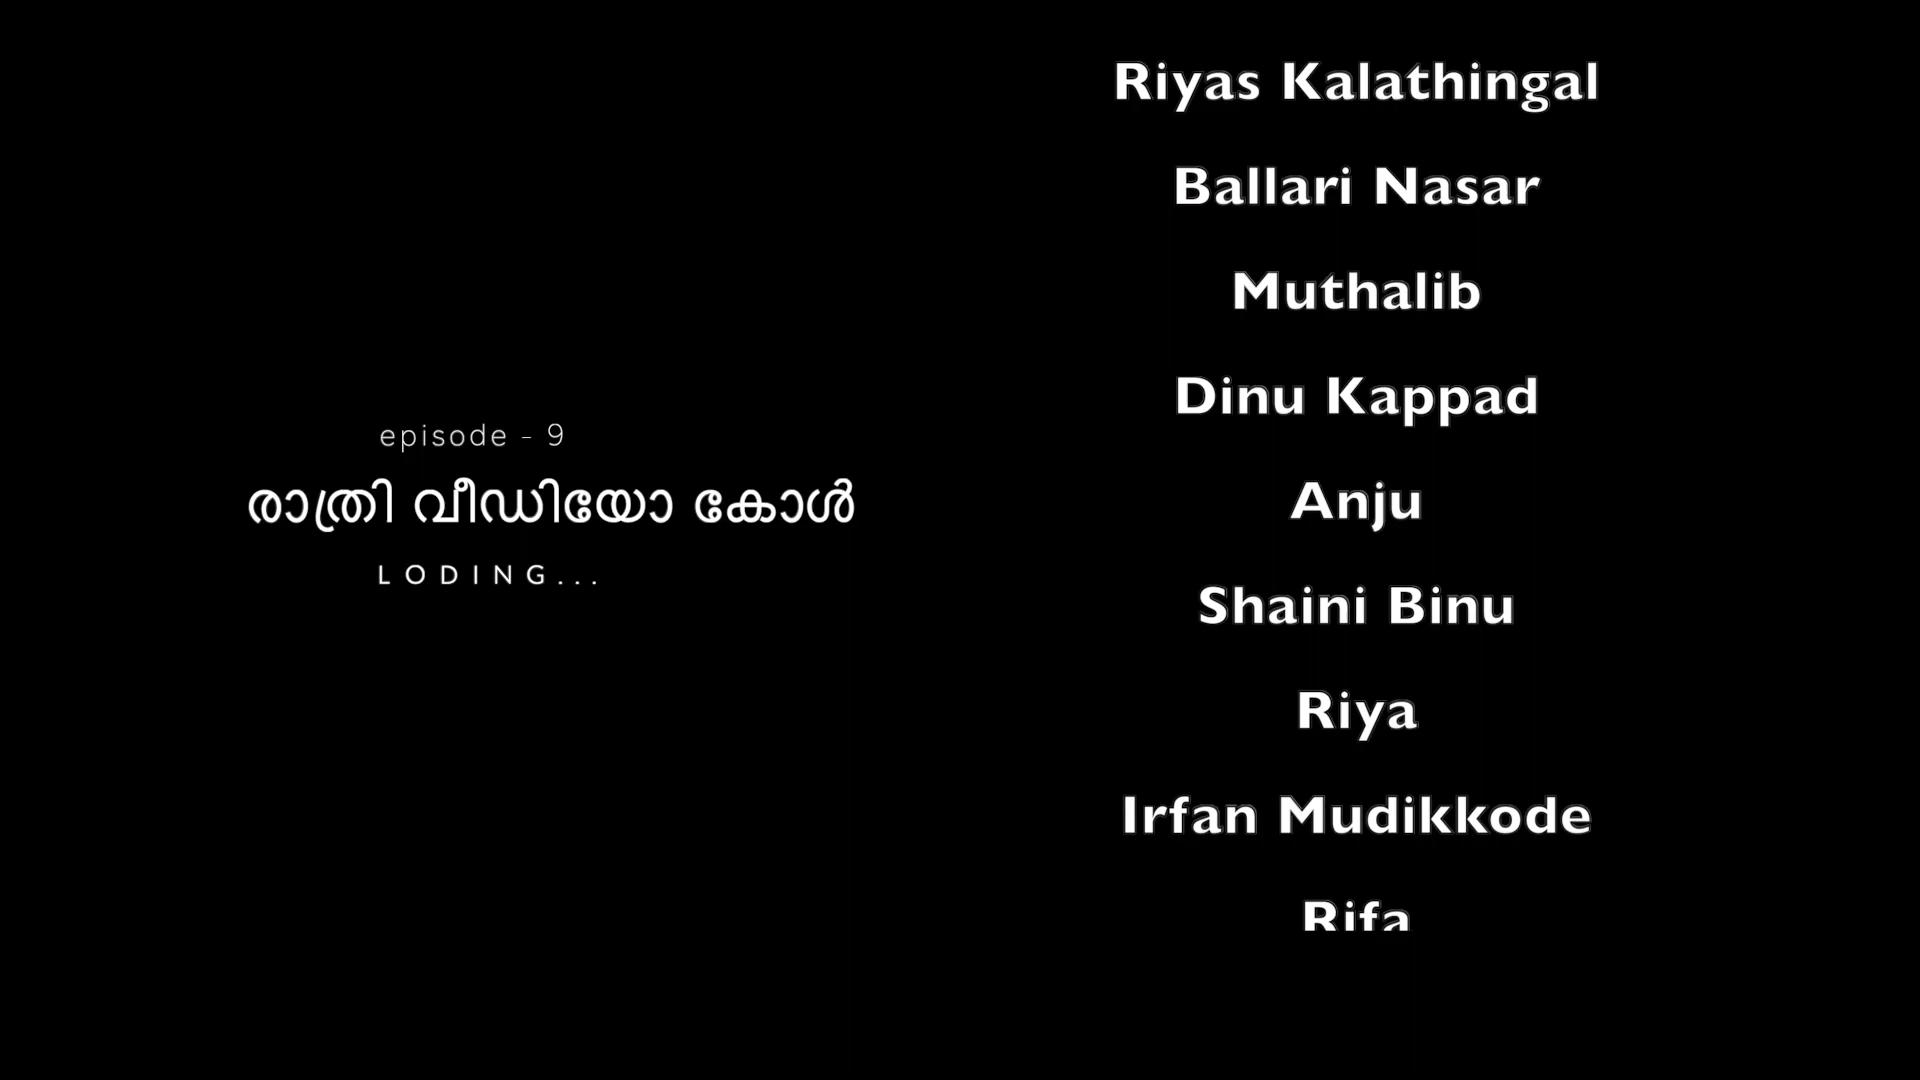 episode - 9
രാത്രി വീഡിയോ കോൾ
LODING...
Riyas Kalathingal
Ballari Nasar
Muthalib
Dinu Kappad
Anju
Shaini Binu
Riya
Irfan Mudikkode
Rifa